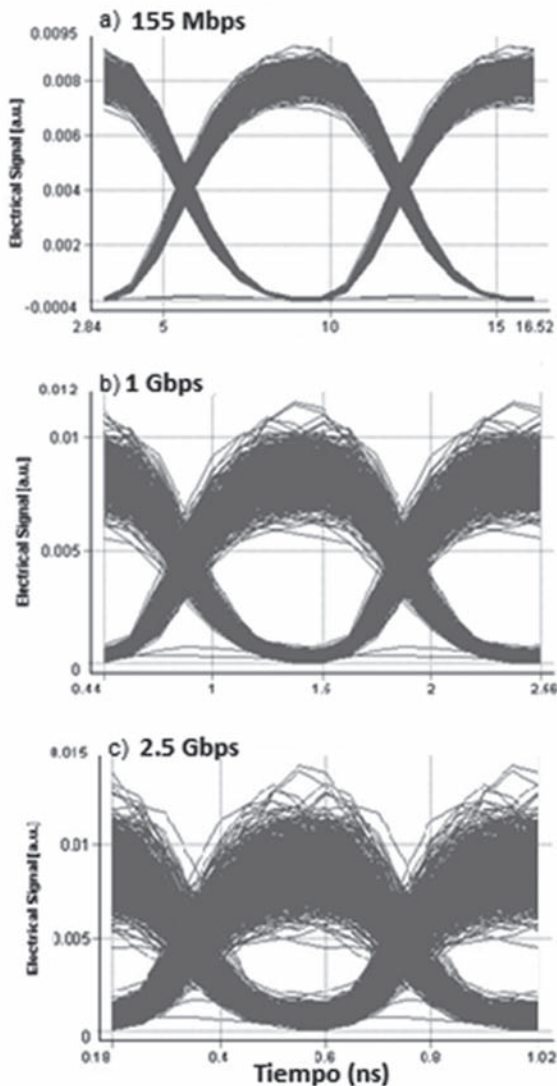 a) 155 Mbps
0.0095
0.008
0.006
0.004
0.002
-0.0004
Electrical Signal [a.u.]
2.84 5 10 15 16.52
b) 1 Gbps
0.012
0.01
0.005
0
Electrical Signal [a.u.]
0.44 1 1.5 2 2.66
c) 2.5 Gbps
0.015
0.01
0.005
0
Electrical Signal [a.u.]
0.18 0.4 0.6 0.8 1.02
Tiempo (ns)